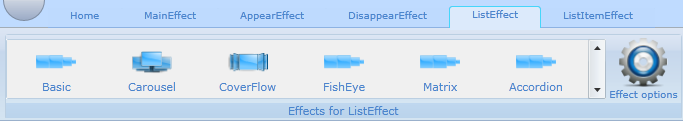 Home MainEffect AppearEffect DisappearEffect ListEffect ListItemEffect
Basic Carousel CoverFlow FishEye Matrix Accordion
Effect options
Effects for ListEffect